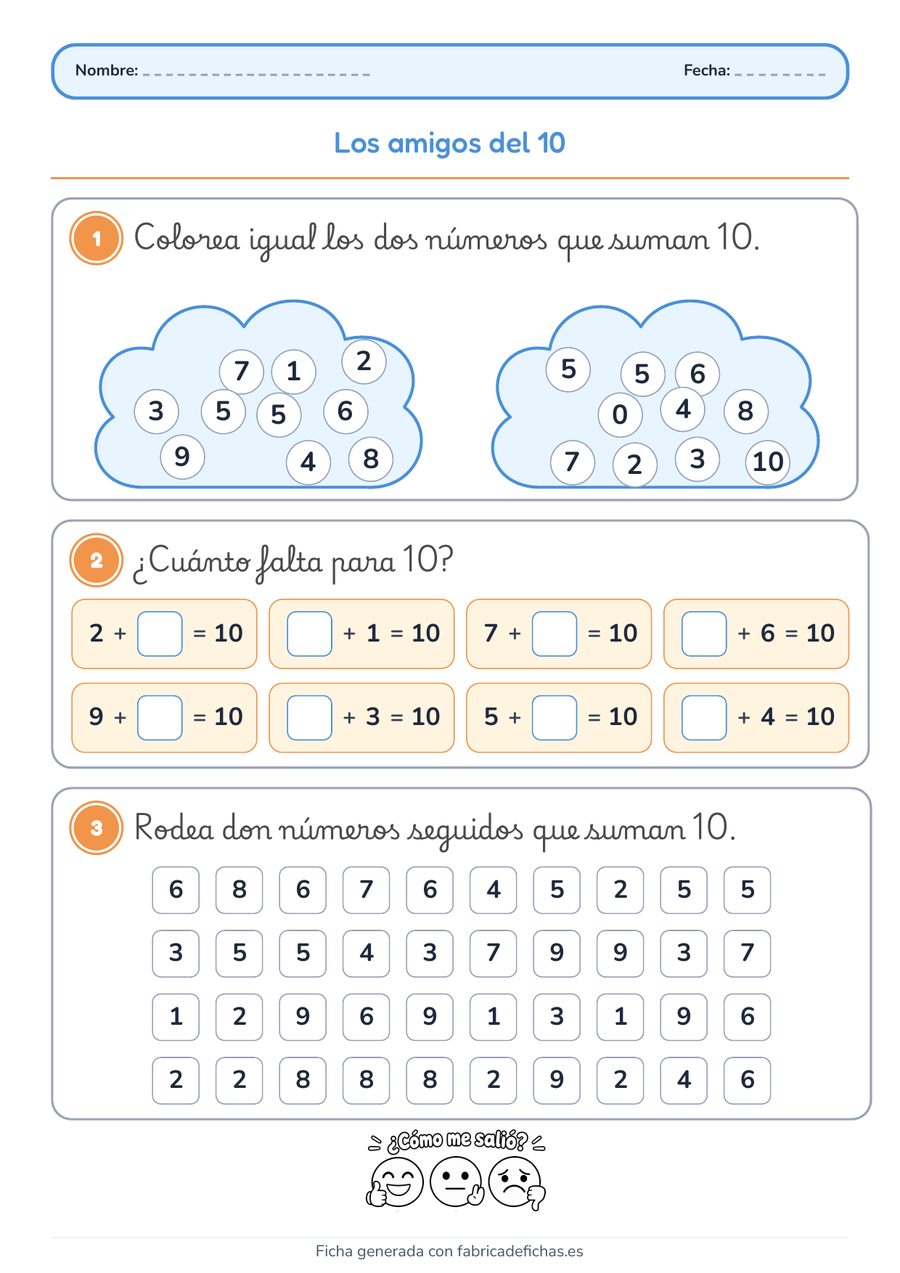 Nombre: Fecha:
Los amigos del 10
1 Colorea igual los dos números que suman 10.
7 1 2
3 5 5 6
9 4 8
5 5 6
0 4 8
7 2 3 10
2 ¿Cuánto falta para 10?
2 + = 10 + 1 = 10 7 + = 10 + 6 = 10
9 + = 10 + 3 = 10 5 + = 10 + 4 = 10
3 Rodea don números seguidos que suman 10.
6 8 6 7 6 4 5 2 5 5
3 5 5 4 3 7 9 9 3 7
1 2 9 6 9 1 3 1 9 6
2 2 8 8 8 2 9 2 4 6
¿Cómo me salió?
Ficha generada con fabricadefichas.es